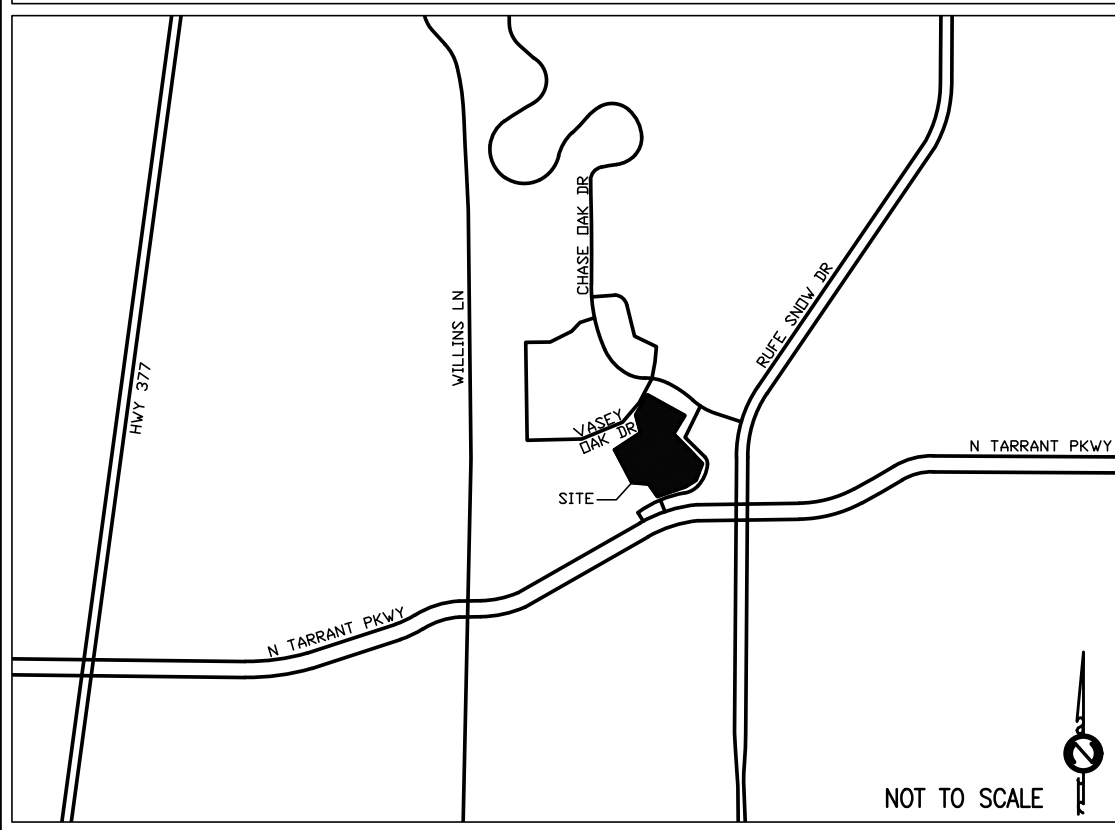 CHASE OAK DR
RUFE SNOW DR
WILLINS LN
HWY 377
VASEY
OAK DR
N TARRANT PKWY
SITE
N TARRANT PKWY
NOT TO SCALE
N